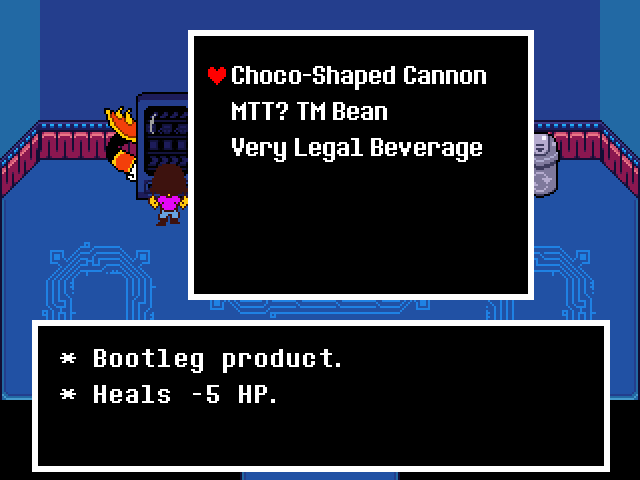 Choco-Shaped Cannon
MTT? TM Bean
Very Legal Beverage
* Bootleg product.
* Heals -5 HP.